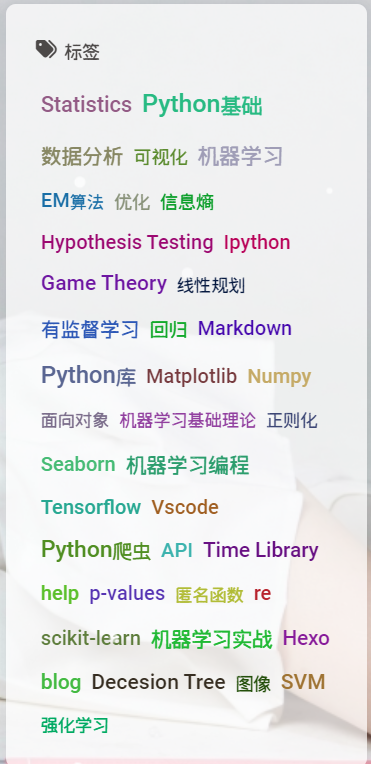 标签
Statistics Python基础
数据分析 可视化 机器学习
EM算法 优化 信息熵
Hypothesis Testing Ipython
Game Theory 线性规划
有监督学习 回归 Markdown
Python库 Matplotlib Numpy
面向对象 机器学习基础理论 正则化
Seaborn 机器学习编程
Tensorflow Vscode
Python爬虫 API Time Library
help p-values 匿名函数 re
scikit-learn 机器学习实战 Hexo
blog Decesion Tree 图像 SVM
强化学习